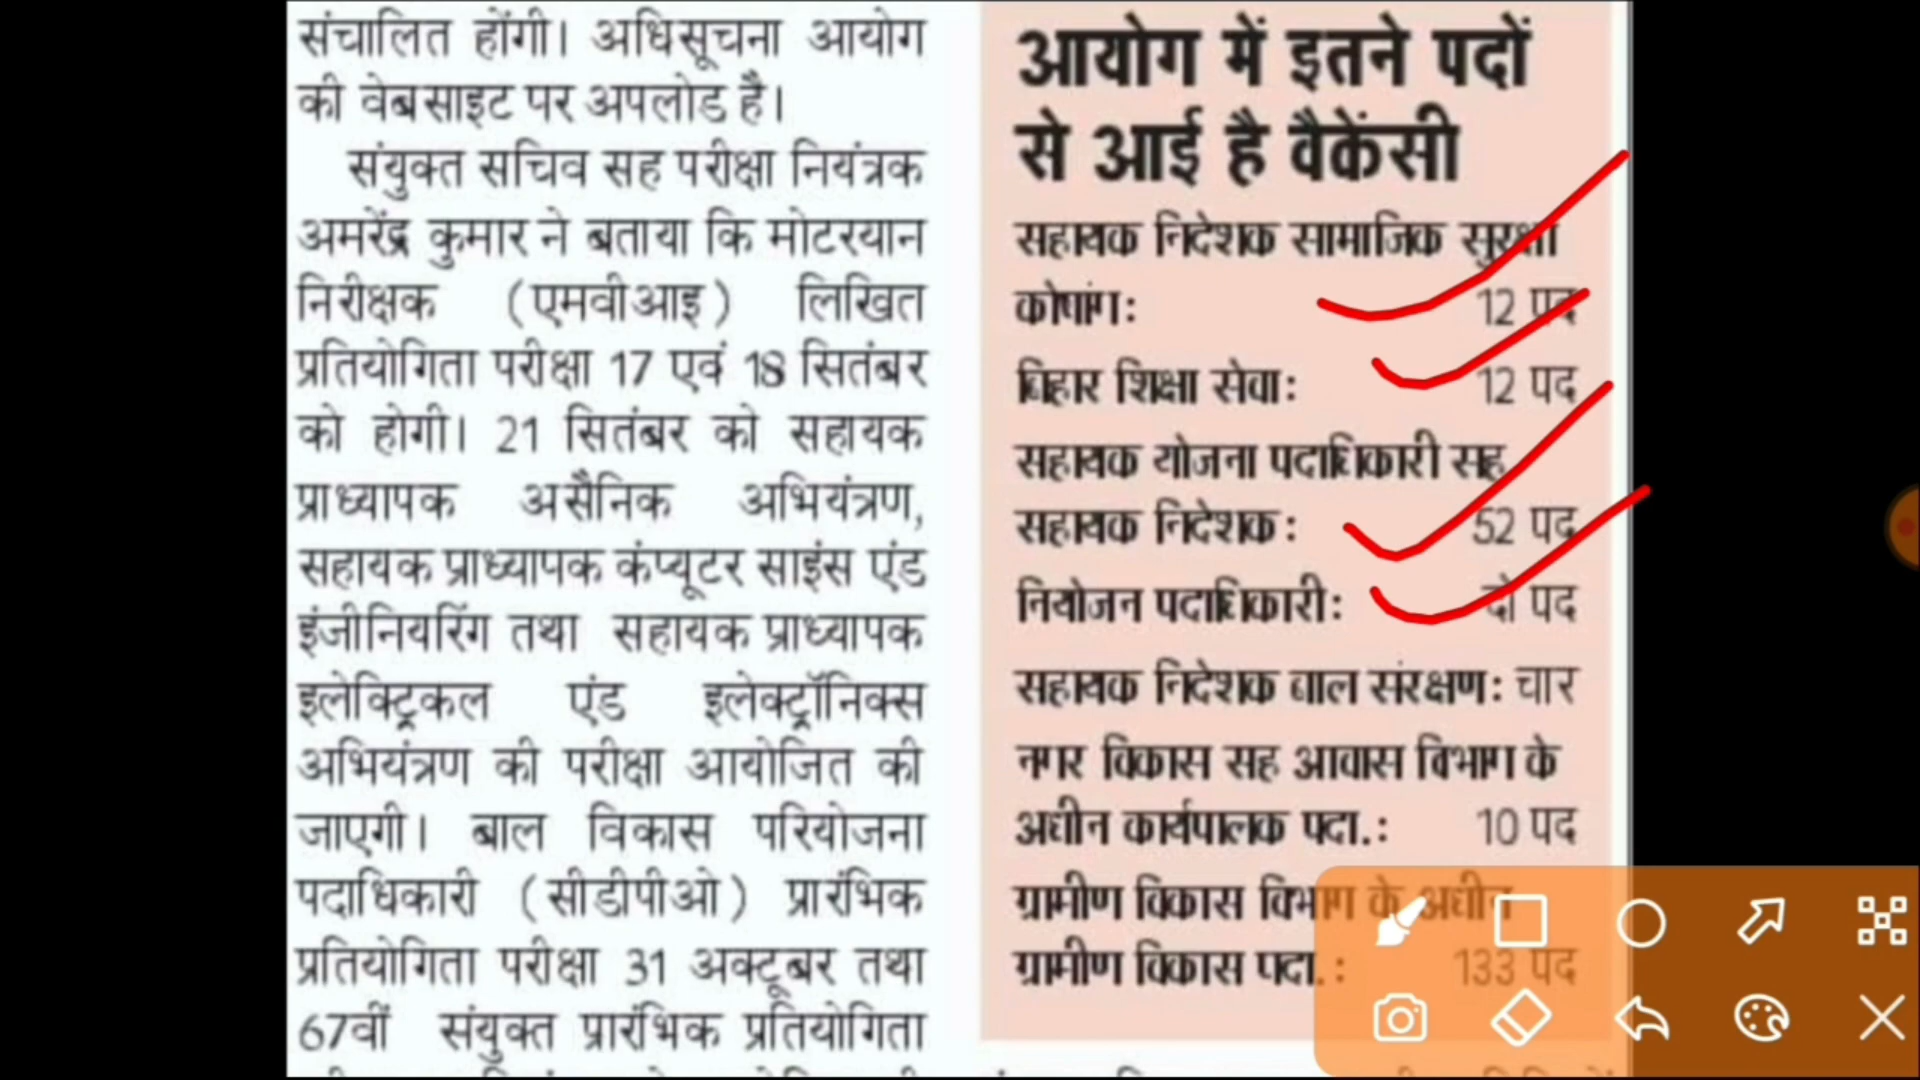 संचालित होंगी। अधिसूचना आयोग
की वेबसाइट पर अपलोड है।
संयुक्त सचिव सह परीक्षा नियंत्रक
अमरेंद्र कुमार ने बताया कि मोटरयान
निरीक्षक (एमवीआइ) लिखित
प्रतियोगिता परीक्षा 17 एवं 18 सितंबर
को होगी। 21 सितंबर को सहायक
प्राध्यापक असैनिक अभियंत्रण,
सहायक प्राध्यापक कंप्यूटर साइंस एंड
इंजीनियरिंग तथा सहायक प्राध्यापक
इलेक्ट्रिकल एंड इलेक्ट्रॉनिक्स
अभियंत्रण की परीक्षा आयोजित की
जाएगी। बाल विकास परियोजना
पदाधिकारी (सीडीपीओ) प्रारंभिक
प्रतियोगिता परीक्षा 31 अक्टूबर तथा
67वीं संयुक्त प्रारंभिक प्रतियोगिता
आयोग में इतने पदों
से आई है वैकेंसी
सहायक निदेशक सामाजिक सुरक्षा
कोषांग: 12 पद
बिहार शिक्षा सेवा: 12 पद
सहायक योजना पदाधिकारी सह
सहायक निदेशक: 52 पद
नियोजन पदाधिकारी: दो पद
सहायक निदेशक बाल संरक्षण: चार
नगर विकास सह आवास विभाग के
अधीन कार्यपालक पदा.: 10 पद
ग्रामीण विकास विभाग के अधीन
ग्रामीण विकास पदा.: 133 पद